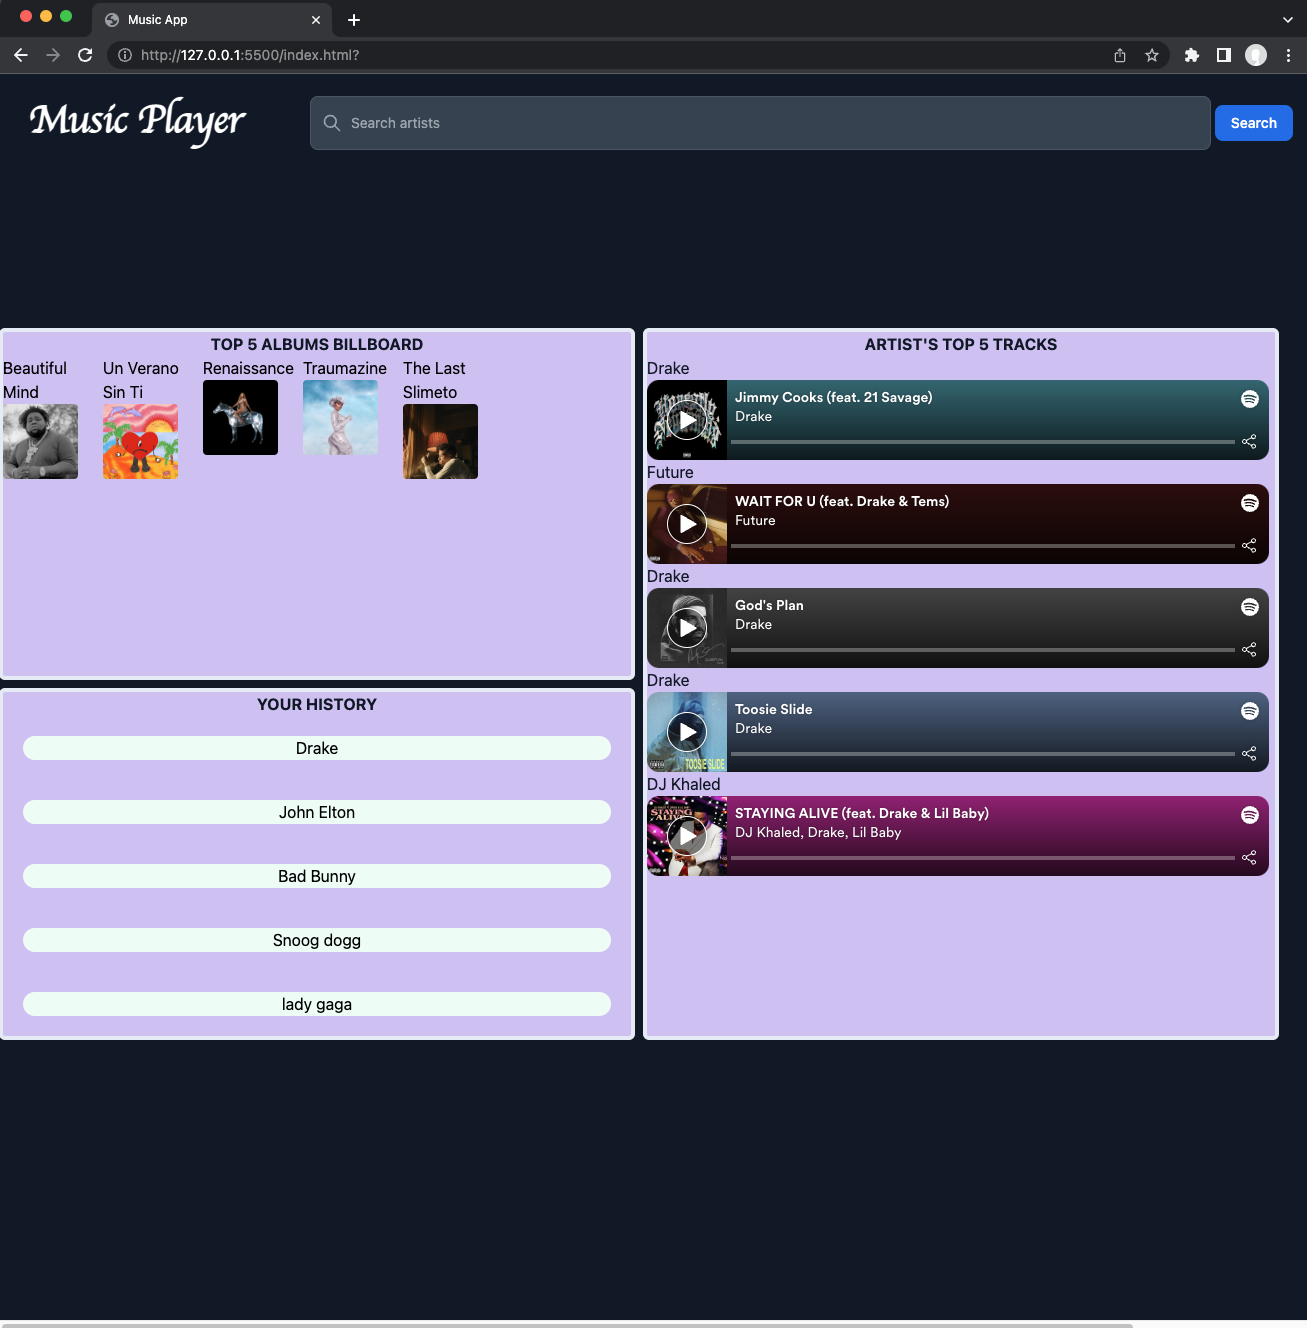 Music App
http://127.0.0.1:5500/index.html?
Music Player
Search artists
Search
TOP 5 ALBUMS BILLBOARD
Beautiful Mind
Un Verano Sin Ti
Renaissance
Traumazine
The Last Slimeto
YOUR HISTORY
Drake
John Elton
Bad Bunny
Snoog dogg
lady gaga
ARTIST'S TOP 5 TRACKS
Drake
Jimmy Cooks (feat. 21 Savage)
Drake
Future
WAIT FOR U (feat. Drake & Tems)
Future
Drake
God's Plan
Drake
Drake
TOOSIE SLIDE
Toosie Slide
Drake
DJ Khaled
STAYING ALIVE
STAYING ALIVE (feat. Drake & Lil Baby)
DJ Khaled, Drake, Lil Baby